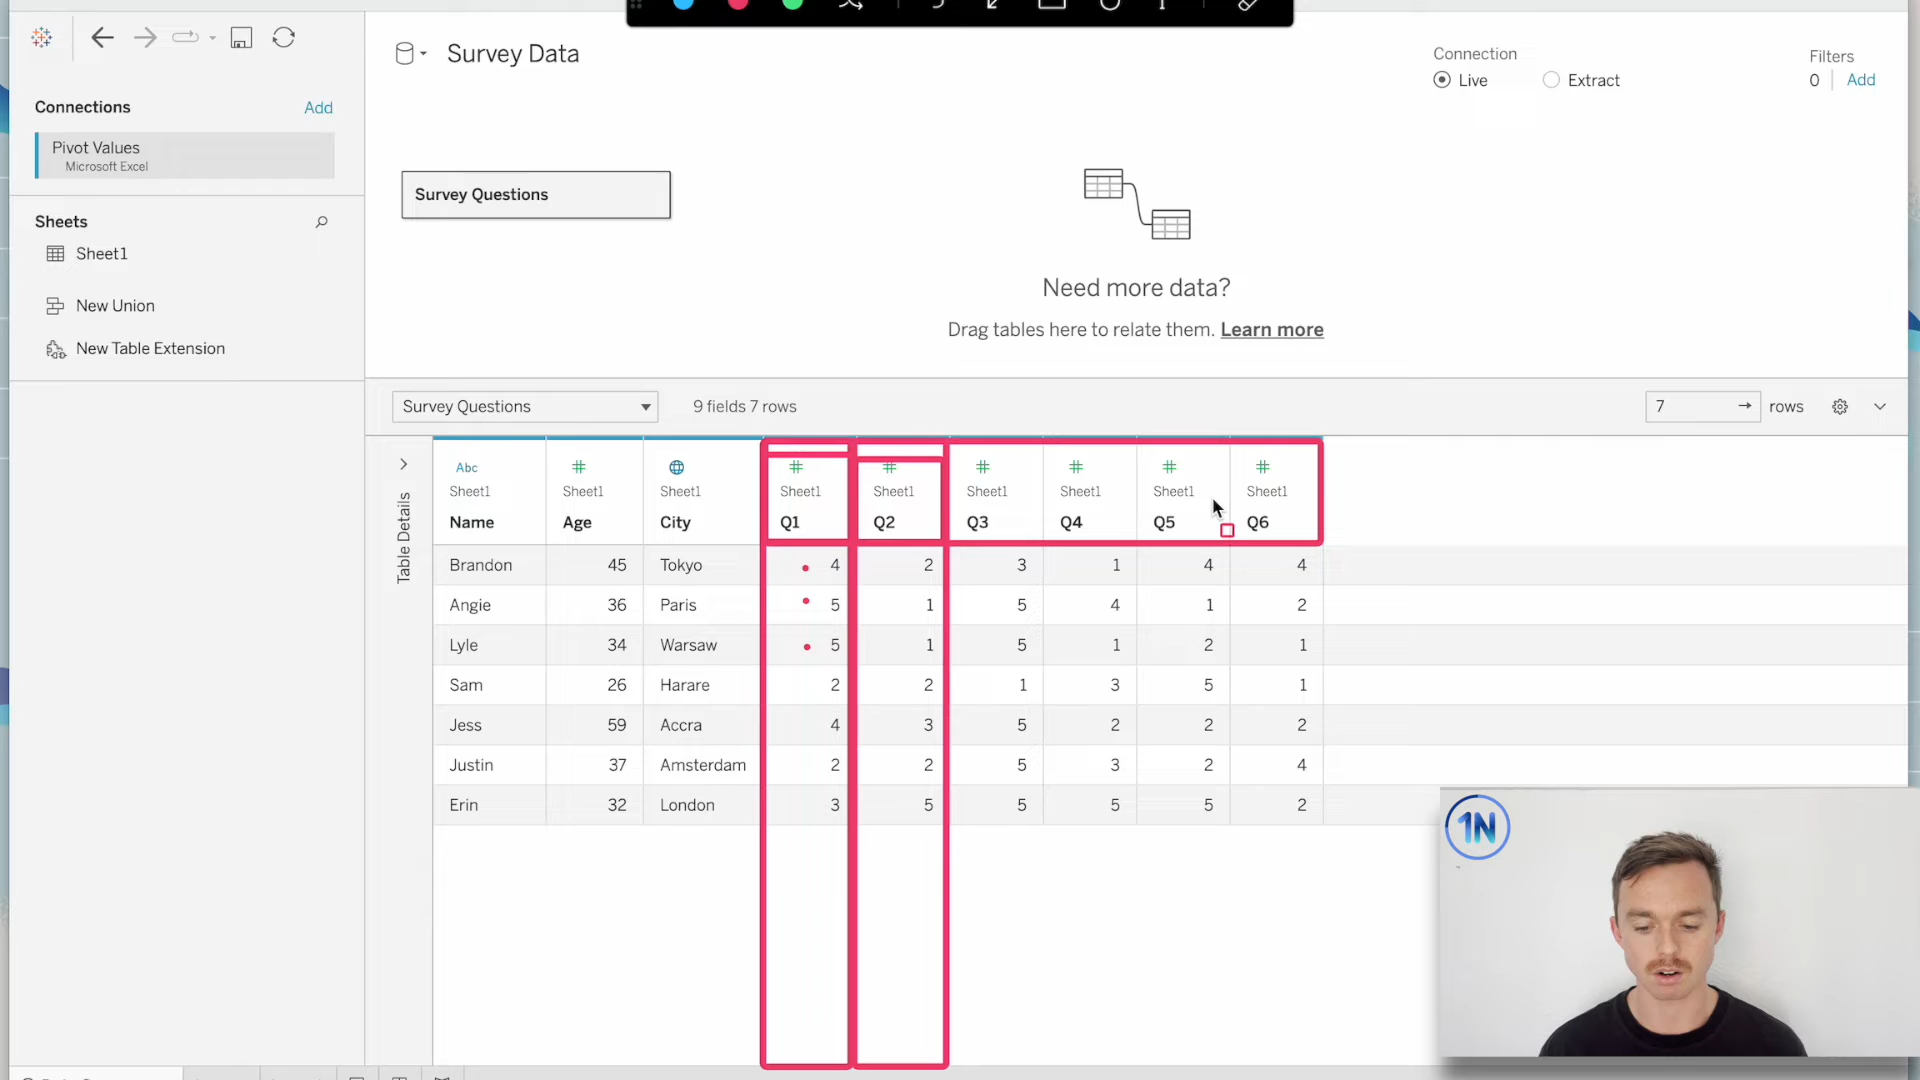 Survey Data
Connection
Live
Extract
Filters
0
Add
Connections
Add
Pivot Values
Microsoft Excel
Survey Questions
Sheets
Sheet1
New Union
New Table Extension
Need more data?
Drag tables here to relate them. Learn more
Survey Questions
9 fields 7 rows
7
rows
Table Details
Abc
Sheet1 Sheet1 Sheet1 Sheet1 Sheet1 Sheet1 Sheet1 Sheet1 Sheet1
Name Age City Q1 Q2 Q3 Q4 Q5 Q6
Brandon 45 Tokyo 4 2 3 1 4 4
Angie 36 Paris 5 1 5 4 1 2
Lyle 34 Warsaw 5 1 5 1 2 1
Sam 26 Harare 2 2 1 3 5 1
Jess 59 Accra 4 3 5 2 2 2
Justin 37 Amsterdam 2 2 5 3 2 4
Erin 32 London 3 5 5 5 5 2
1N